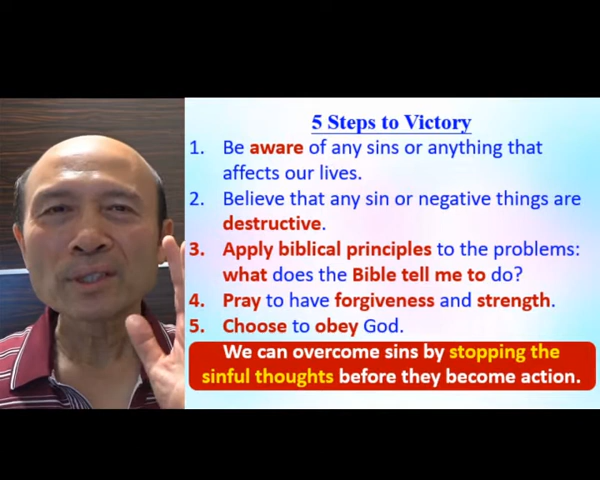 5 Steps to Victory
1. Be aware of any sins or anything that
affects our lives.
2. Believe that any sin or negative things are
destructive.
3. Apply biblical principles to the problems:
what does the Bible tell me to do?
4. Pray to have forgiveness and strength.
5. Choose to obey God.
We can overcome sins by stopping the
sinful thoughts before they become action.